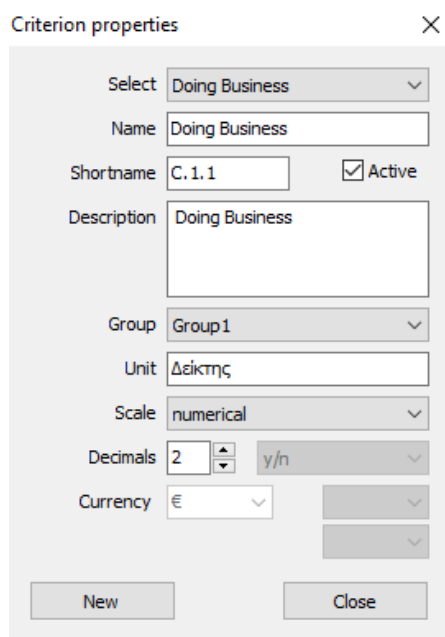 Criterion properties
Select Doing Business
Name Doing Business
Shortname C.1.1 Active
Description Doing Business
Group Group1
Unit Δείκτης
Scale numerical
Decimals 2 y/n
Currency €
New Close